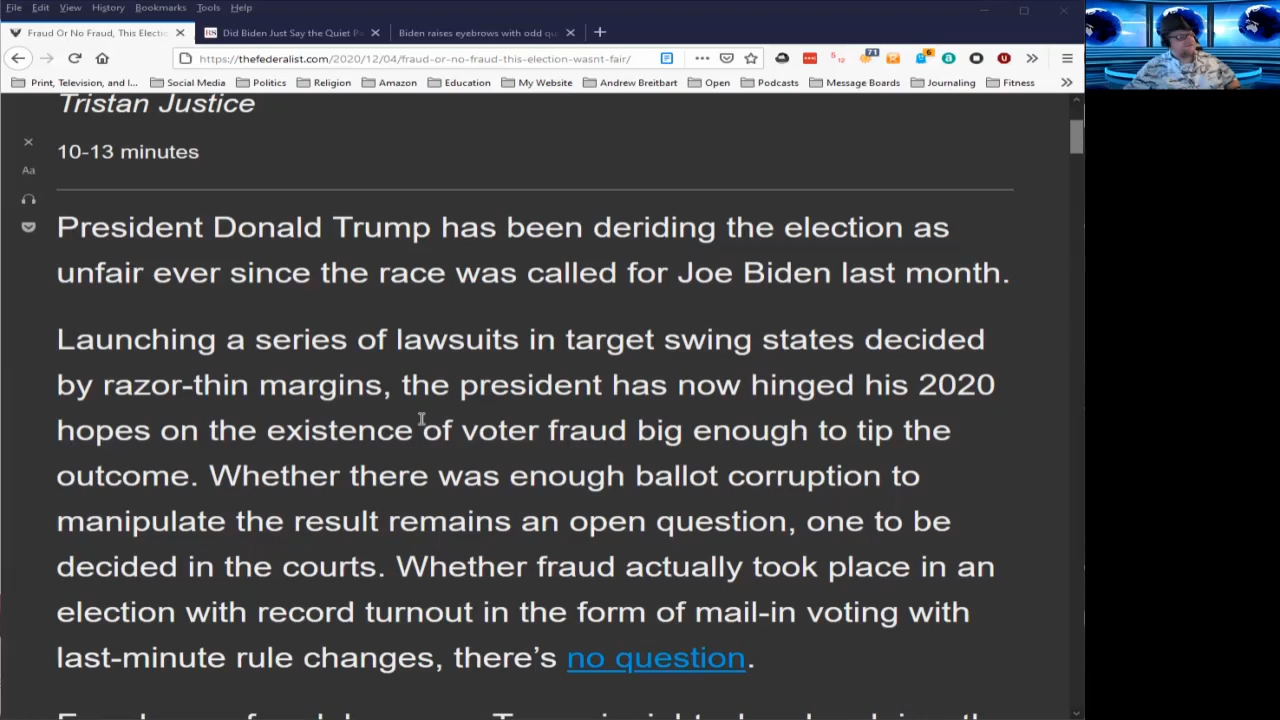 File Edit View History Bookmarks Tools Help
Fraud Or No Fraud, This Electi Did Biden Just Say the Quiet P Biden raises eyebrows with odd qu
https://thefederalist.com/2020/12/04/fraud-or-no-fraud-this-election-wasnt-fair/
Print, Television, and I... Social Media Politics Religion Amazon Education My Website Andrew Breitbart Open Podcasts Message Boards Journaling Fitness
Tristan Justice
10-13 minutes
Aa
President Donald Trump has been deriding the election as
unfair ever since the race was called for Joe Biden last month.
Launching a series of lawsuits in target swing states decided
by razor-thin margins, the president has now hinged his 2020
hopes on the existence of voter fraud big enough to tip the
outcome. Whether there was enough ballot corruption to
manipulate the result remains an open question, one to be
decided in the courts. Whether fraud actually took place in an
election with record turnout in the form of mail-in voting with
last-minute rule changes, there's no question.